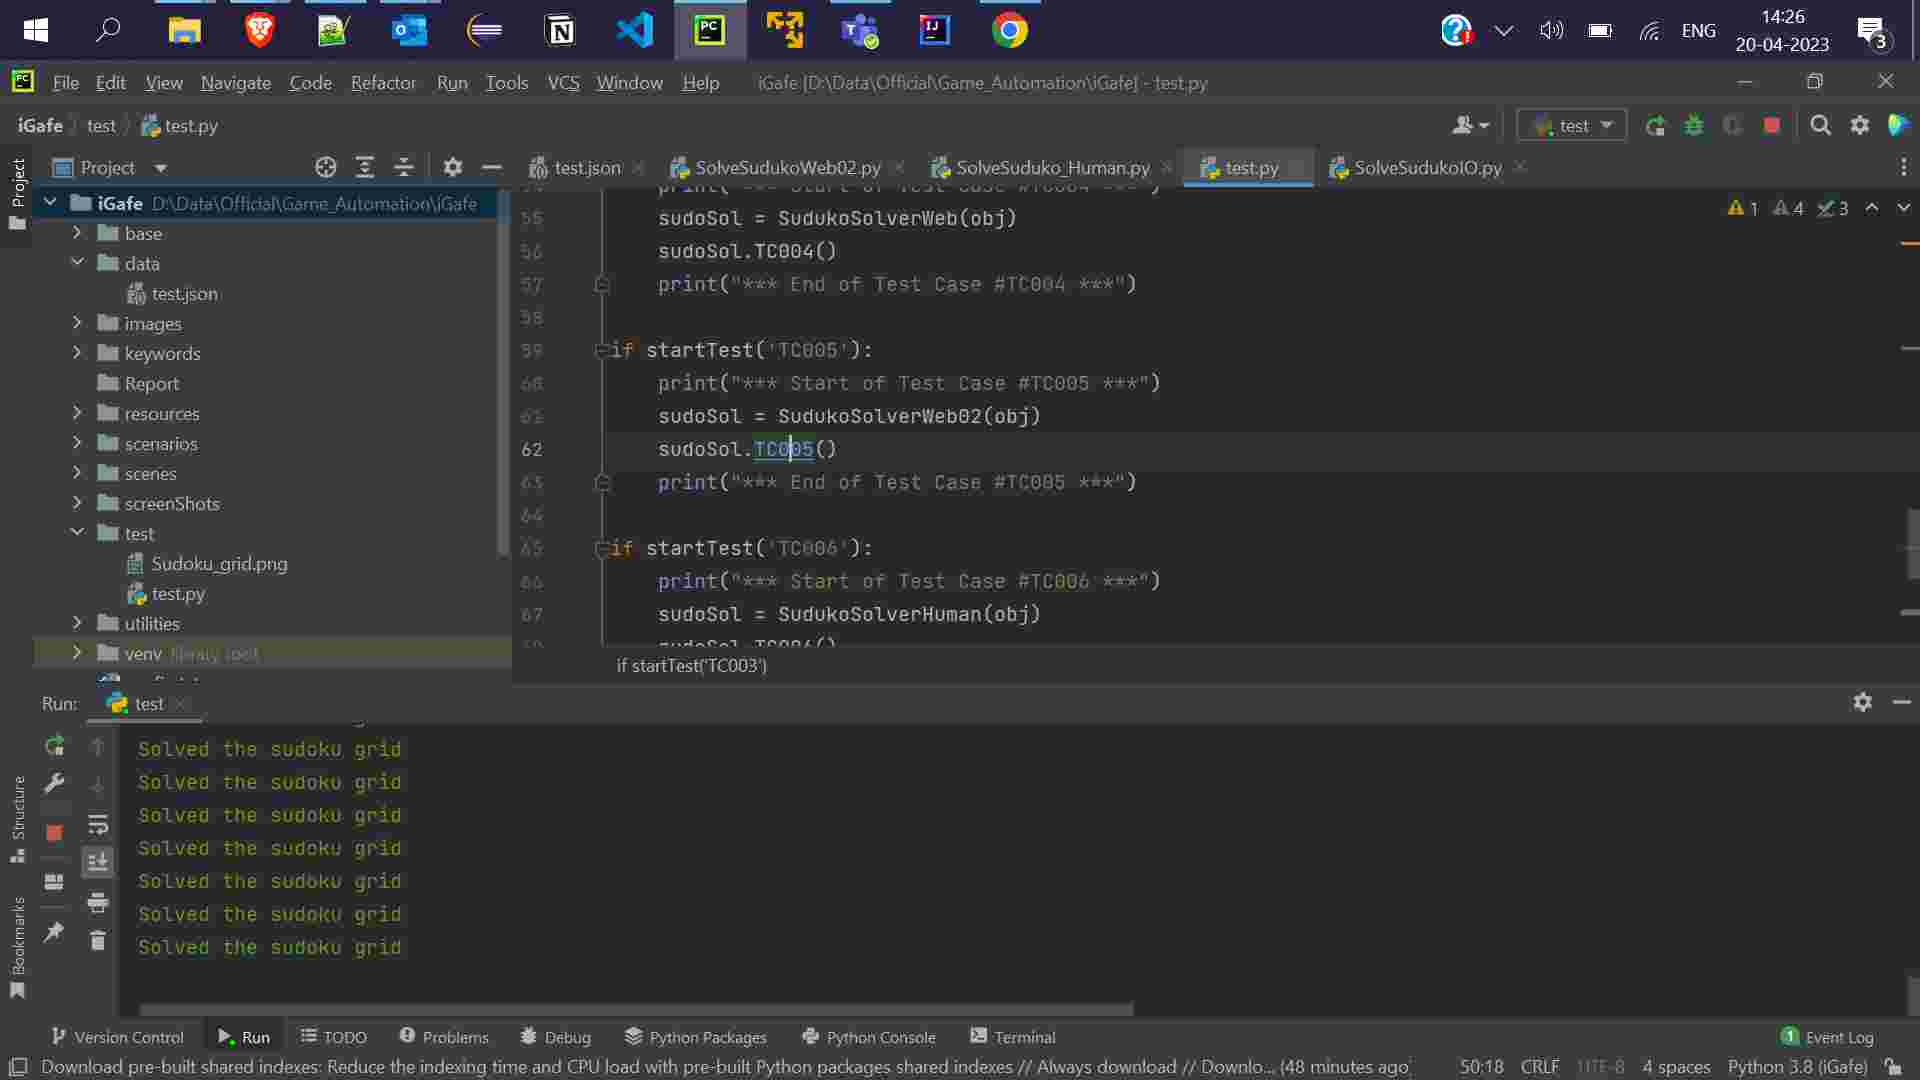 ENG
14:26
20-04-2023
3
File Edit View Navigate Code Refactor Run Tools VCS Window Help iGafe [D:\Data\Official\Game_Automation\iGafe] - test.py
iGafe test test.py
test
Project
Project
test.json SolveSudukoWeb02.py SolveSuduko_Human.py test.py SolveSudukoIO.py
iGafe D:\Data\Official\Game_Automation\iGafe
base
data
test.json
images
keywords
Report
resources
scenarios
scenes
screenShots
test
Sudoku_grid.png
test.py
utilities
venv library root
print("*** Start of Test Case #TC004 ***")
55 sudoSol = SudukoSolverWeb(obj)
56 sudoSol.TC004()
57 print("*** End of Test Case #TC004 ***")
58
59 if startTest('TC005'):
60 print("*** Start of Test Case #TC005 ***")
61 sudoSol = SudukoSolverWeb02(obj)
62 sudoSol.TC005()
63 print("*** End of Test Case #TC005 ***")
64
65 if startTest('TC006'):
66 print("*** Start of Test Case #TC006 ***")
67 sudoSol = SudukoSolverHuman(obj)
68 sudoSol.TC006()
1 4 3
if startTest('TC003')
Run: test
Solved the sudoku grid
Solved the sudoku grid
Solved the sudoku grid
Solved the sudoku grid
Solved the sudoku grid
Solved the sudoku grid
Solved the sudoku grid
Structure
Bookmarks
Version Control Run TODO Problems Debug Python Packages Python Console Terminal 1 Event Log
Download pre-built shared indexes: Reduce the indexing time and CPU load with pre-built Python packages shared indexes // Always download // Downlo... (48 minutes ago) 50:18 CRLF UTF-8 4 spaces Python 3.8 (iGafe)